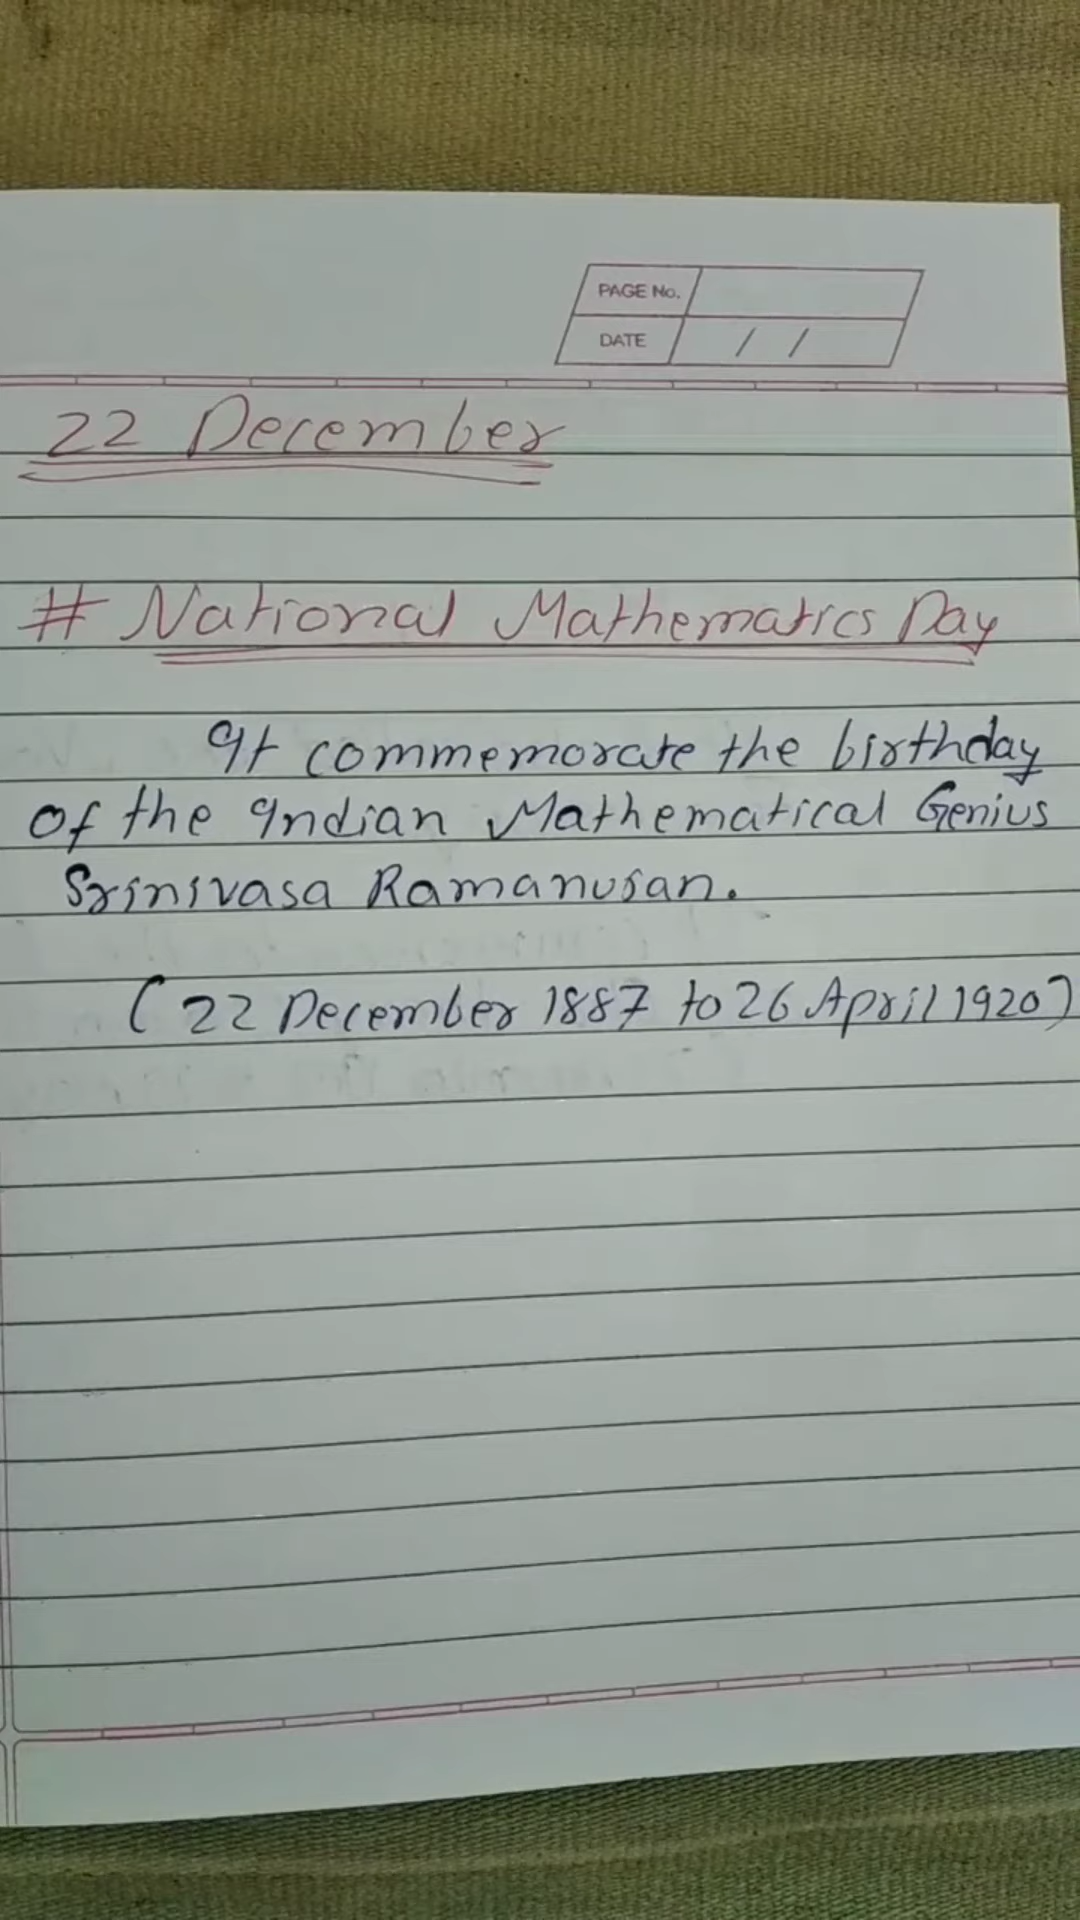 PAGE No.
DATE / /
22 December
# National Mathematics Day
It commemorate the birthday
of the Indian Mathematical Genius
Srinivasa Ramanujan.
(22 December 1887 to 26 April 1920)